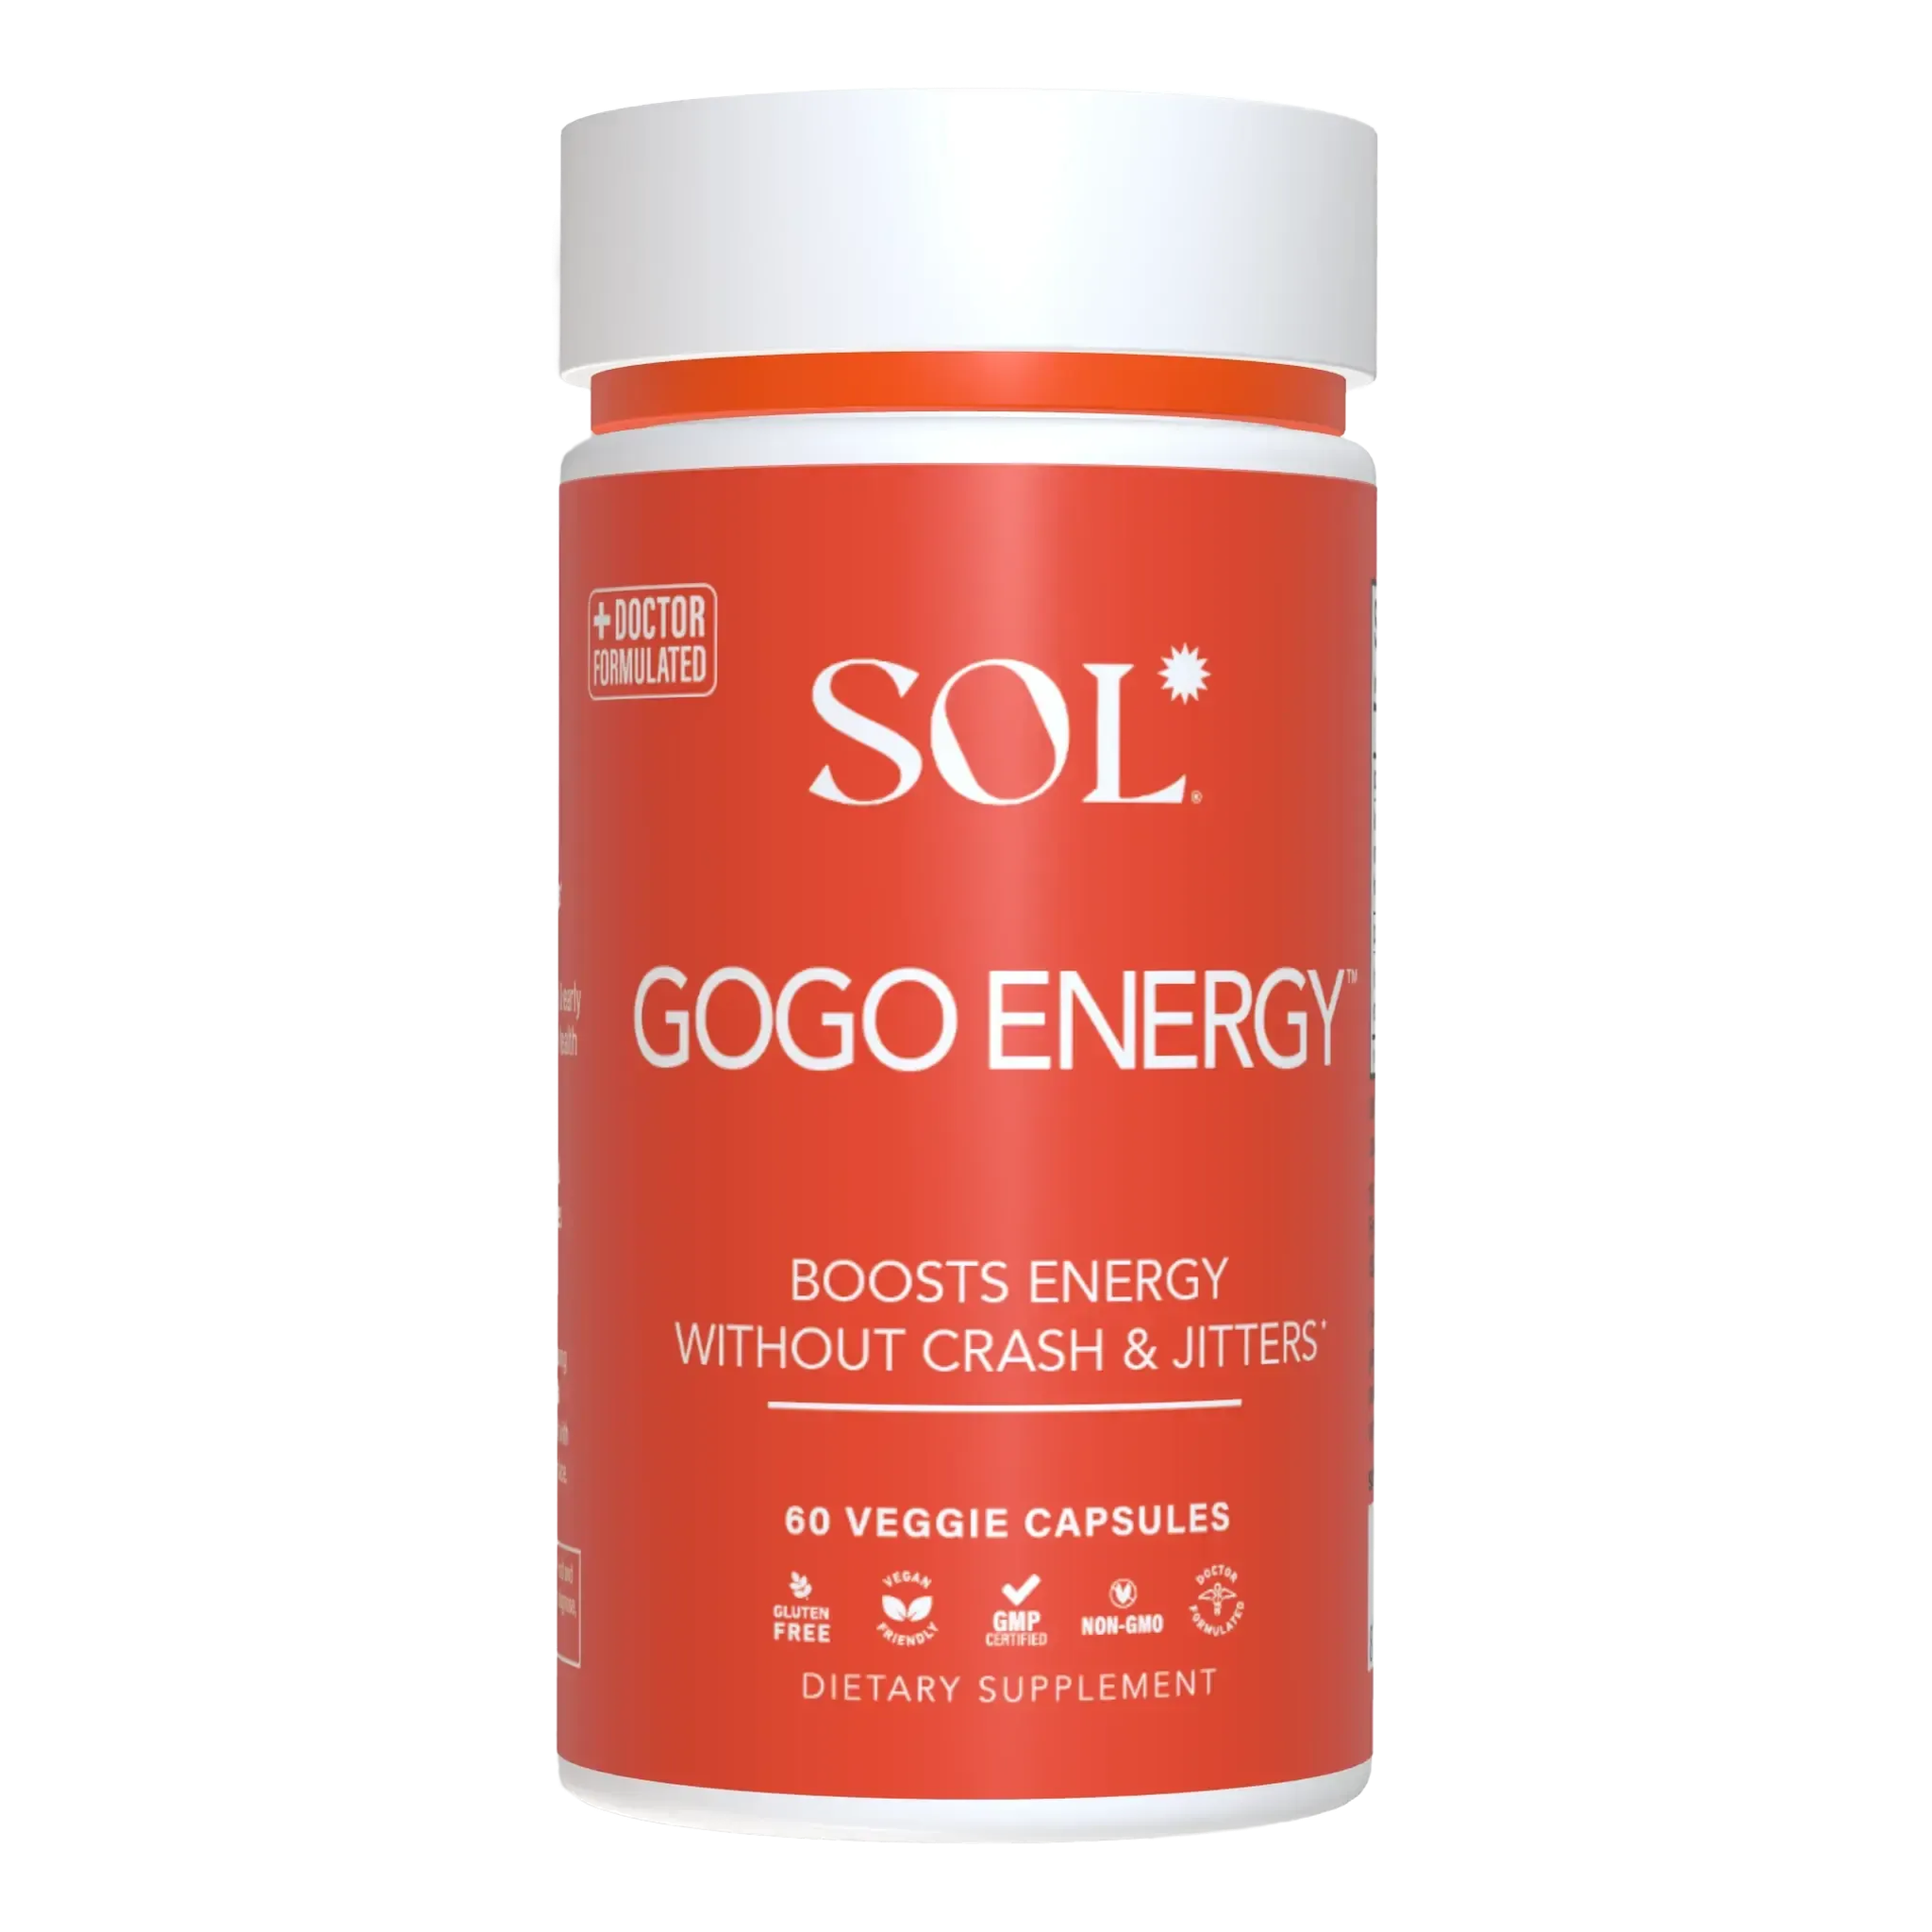 + DOCTOR
FORMULATED
SOL*®
GOGO ENERGY™
BOOSTS ENERGY
WITHOUT CRASH & JITTERS*
60 VEGGIE CAPSULES
GLUTEN
FREE
VEGAN
FRIENDLY
GMP
CERTIFIED
NON-GMO
DOCTOR
FORMULATED
DIETARY SUPPLEMENT